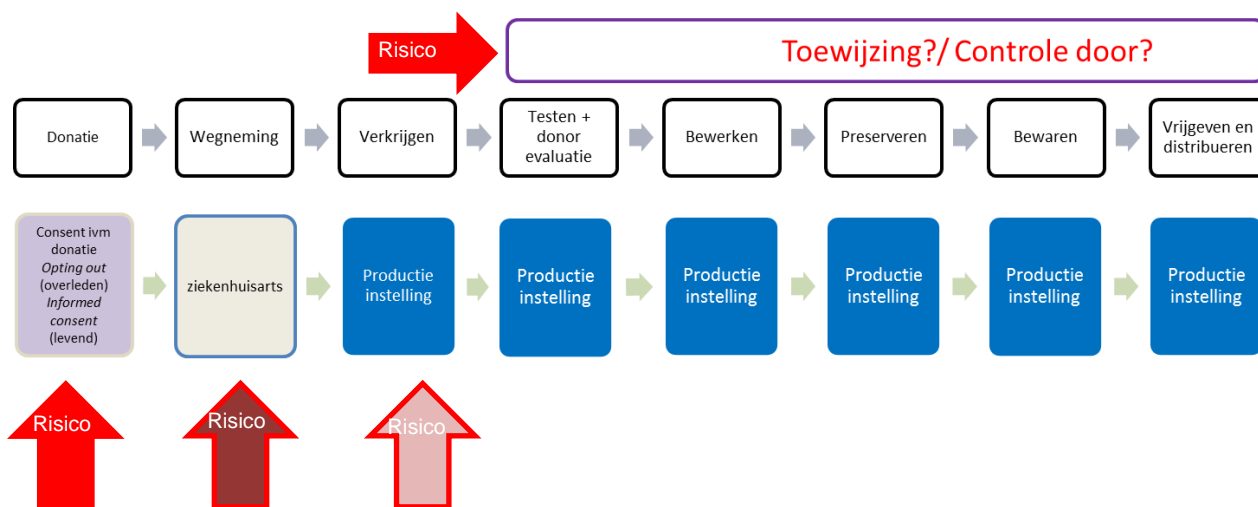 Risico
Toewijzing?/ Controle door?
Donatie
Wegneming
Verkrijgen
Testen +
donor
evaluatie
Bewerken
Preserveren
Bewaren
Vrijgeven en
distribueren
Consent ivm
donatie
Opting out
(overleden)
Informed
consent
(levend)
ziekenhuisarts
Productie
instelling
Productie
instelling
Productie
instelling
Productie
instelling
Productie
instelling
Productie
instelling
Risico
Risico
Risico